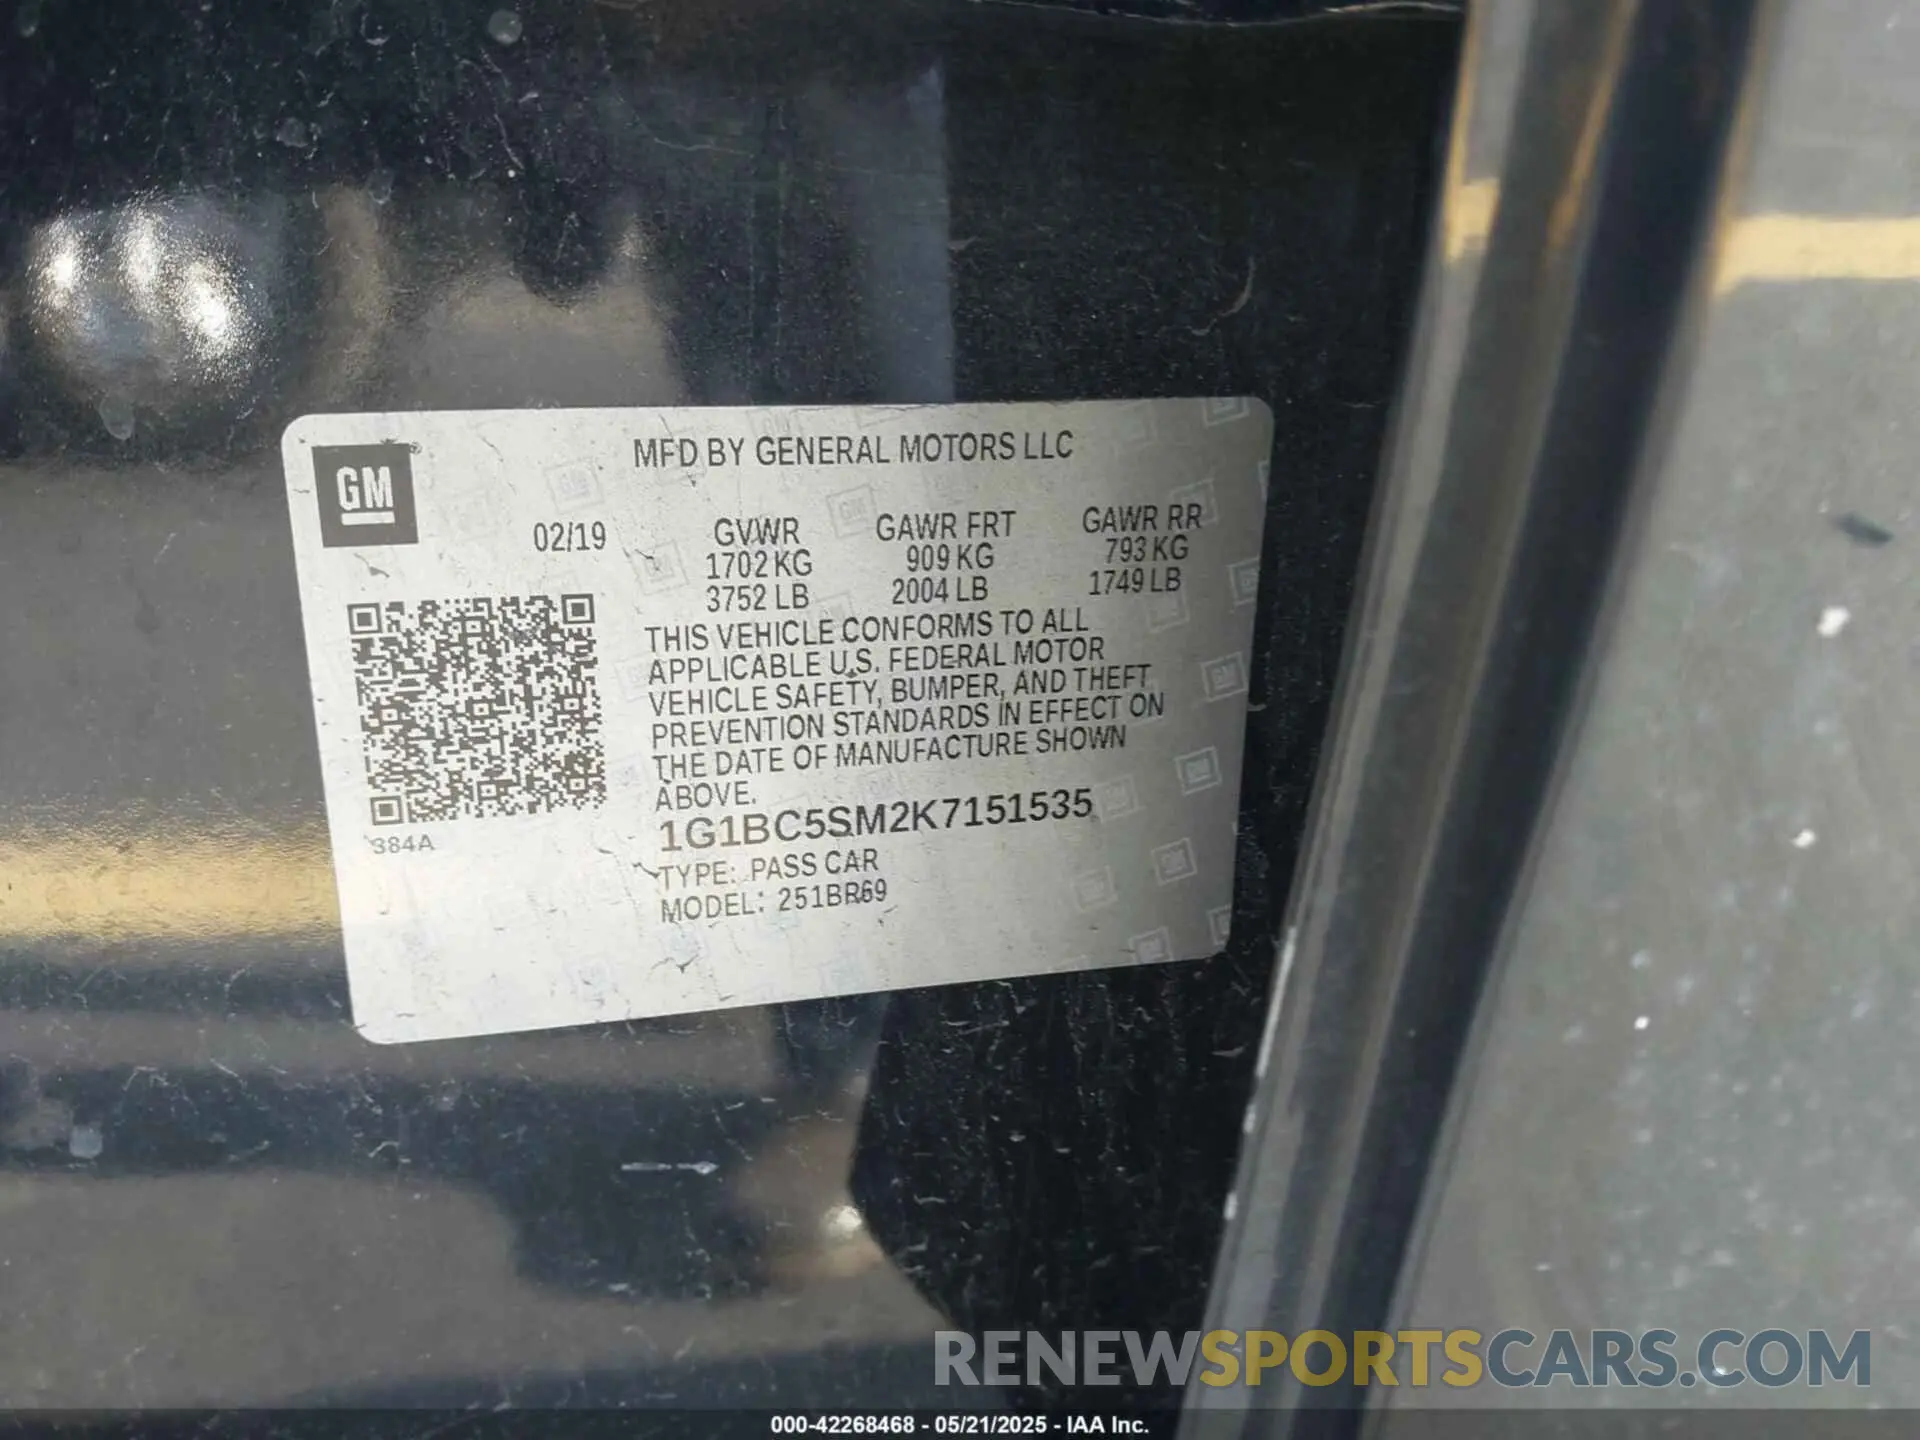 MFD BY GENERAL MOTORS LLC
GM
02/19 GVWR GAWR FRT GAWR RR
1702 KG 909 KG 793 KG
3752 LB 2004 LB 1749 LB
THIS VEHICLE CONFORMS TO ALL
APPLICABLE U.S. FEDERAL MOTOR
VEHICLE SAFETY, BUMPER, AND THEFT
PREVENTION STANDARDS IN EFFECT ON
THE DATE OF MANUFACTURE SHOWN
ABOVE.
384A
1G1BC5SM2K7151535
TYPE: PASS CAR
MODEL: 251BR69
RENEWSPORTSCARS.COM
000-42268468 - 05/21/2025 - IAA Inc.